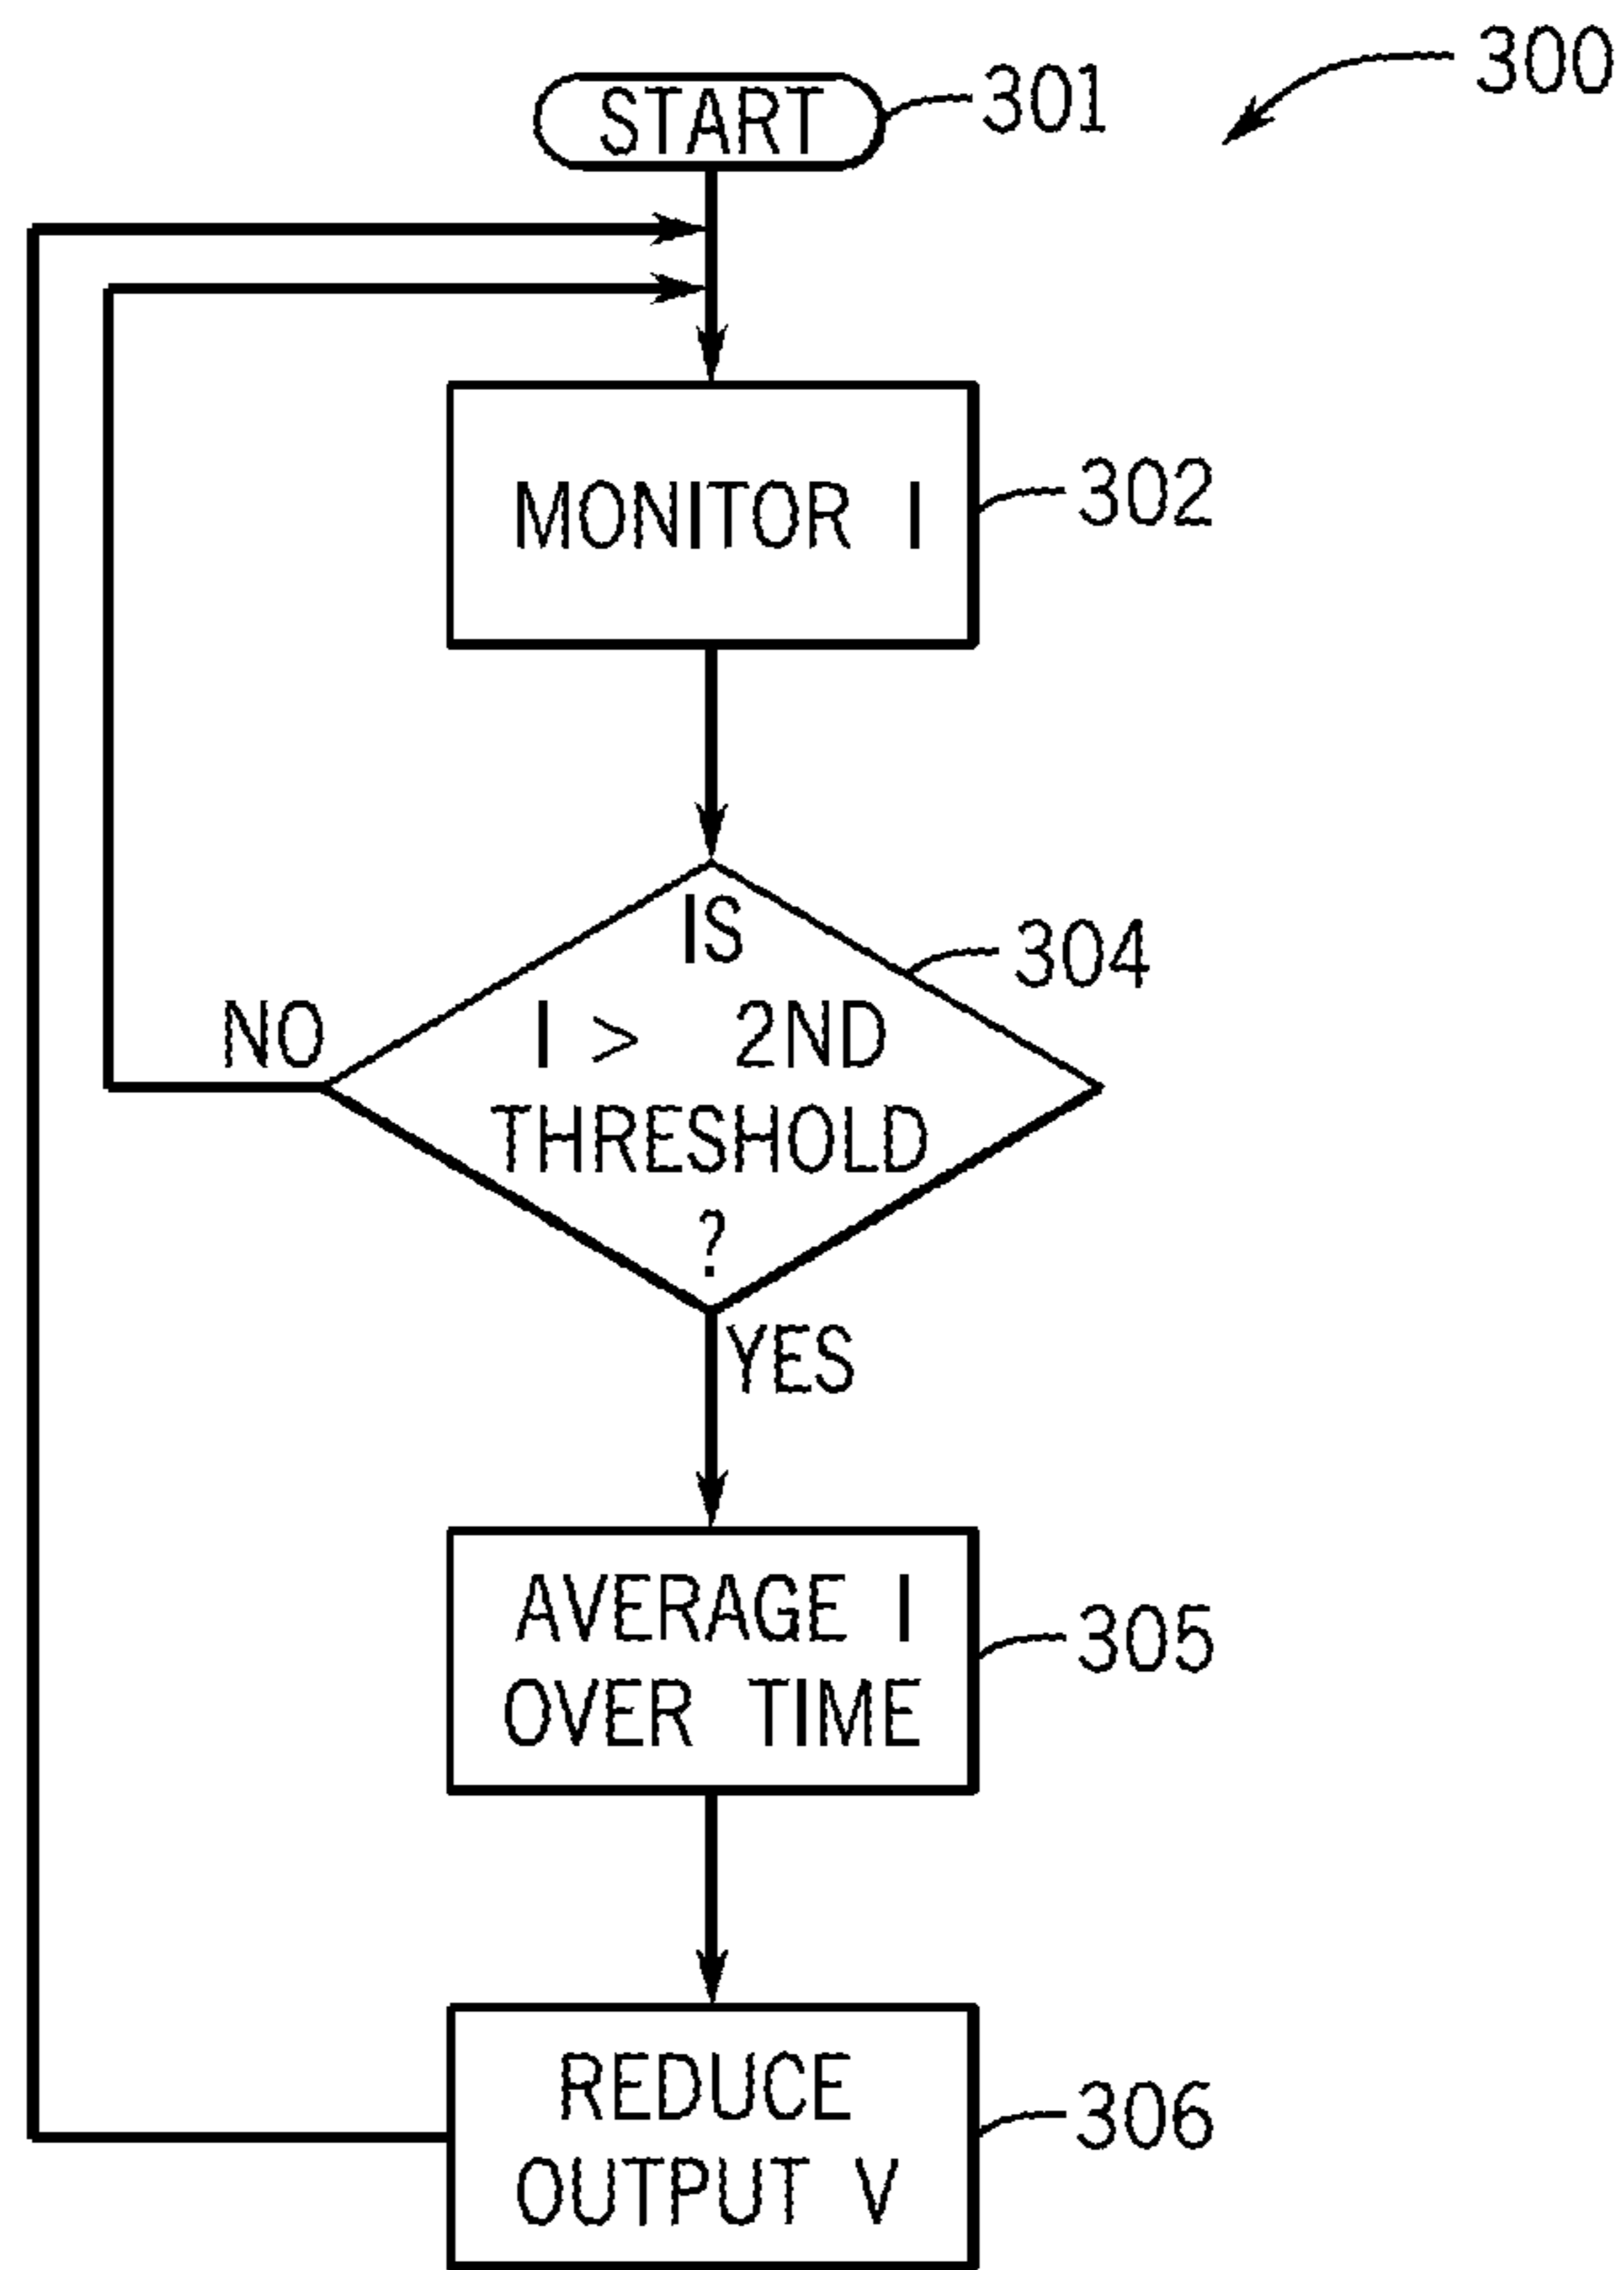 300
START
301
MONITOR I
302
IS
I > 2ND
THRESHOLD
?
304
NO
YES
AVERAGE I
OVER TIME
305
REDUCE
OUTPUT V
306